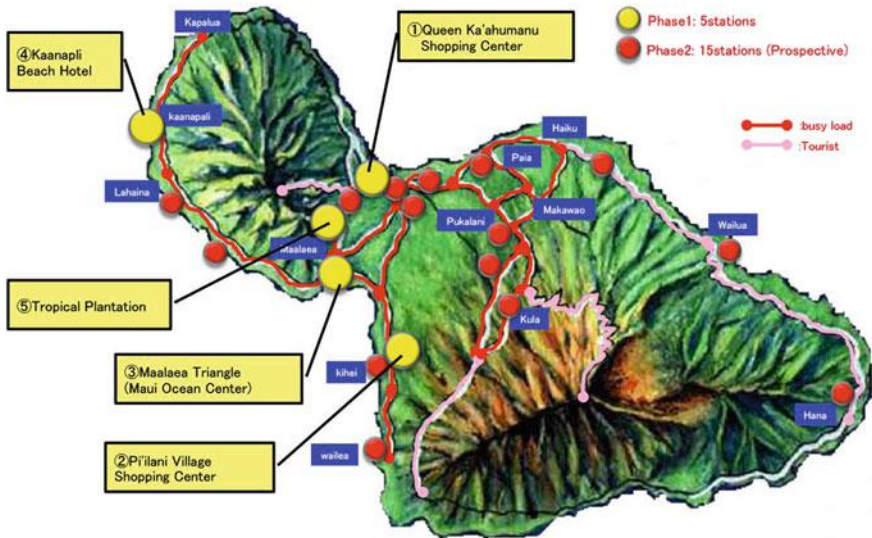 Kapalua
①Queen Ka'ahumanu
Shopping Center
Phase1: 5stations
Phase2: 15stations (Prospective)
④Kaanapli
Beach Hotel
kaanapali
:busy load
:Tourist
Haiku
Paia
Lahaina
Makawao
Pukalani
Wailua
Maalaea
⑤Tropical Plantation
Kula
③Maalaea Triangle
(Maui Ocean Center)
kihei
Hana
②Pi'ilani Village
Shopping Center
wailea